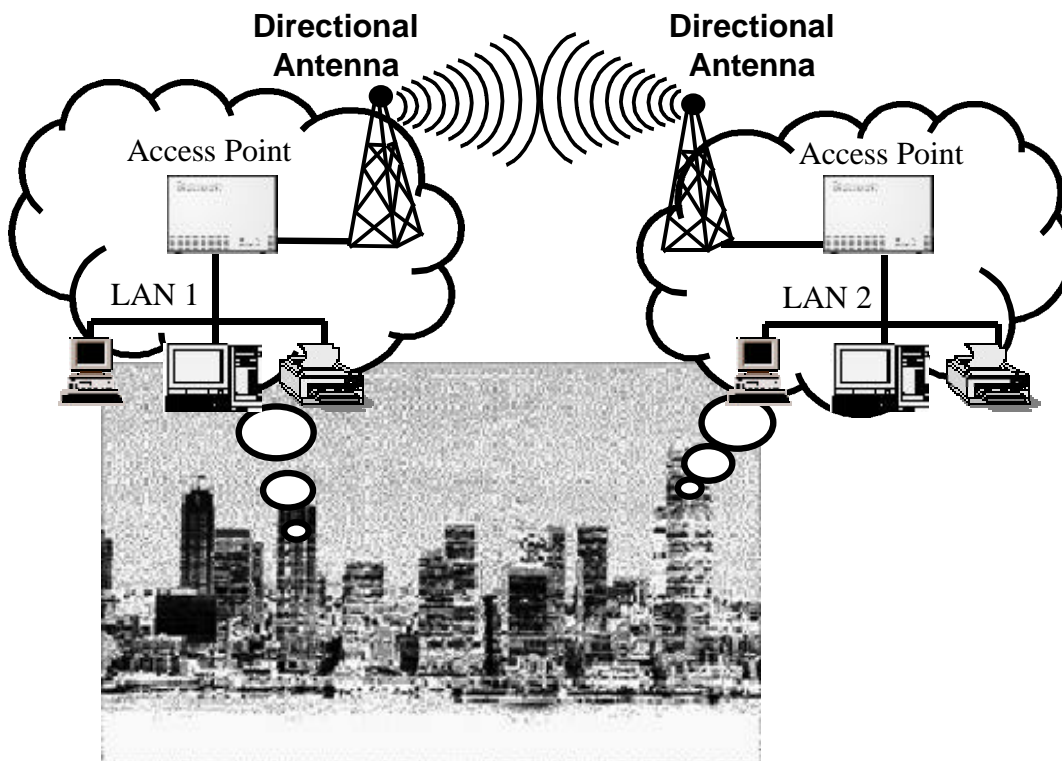 Directional
Antenna
Directional
Antenna
Access Point
Access Point
LAN 1
LAN 2